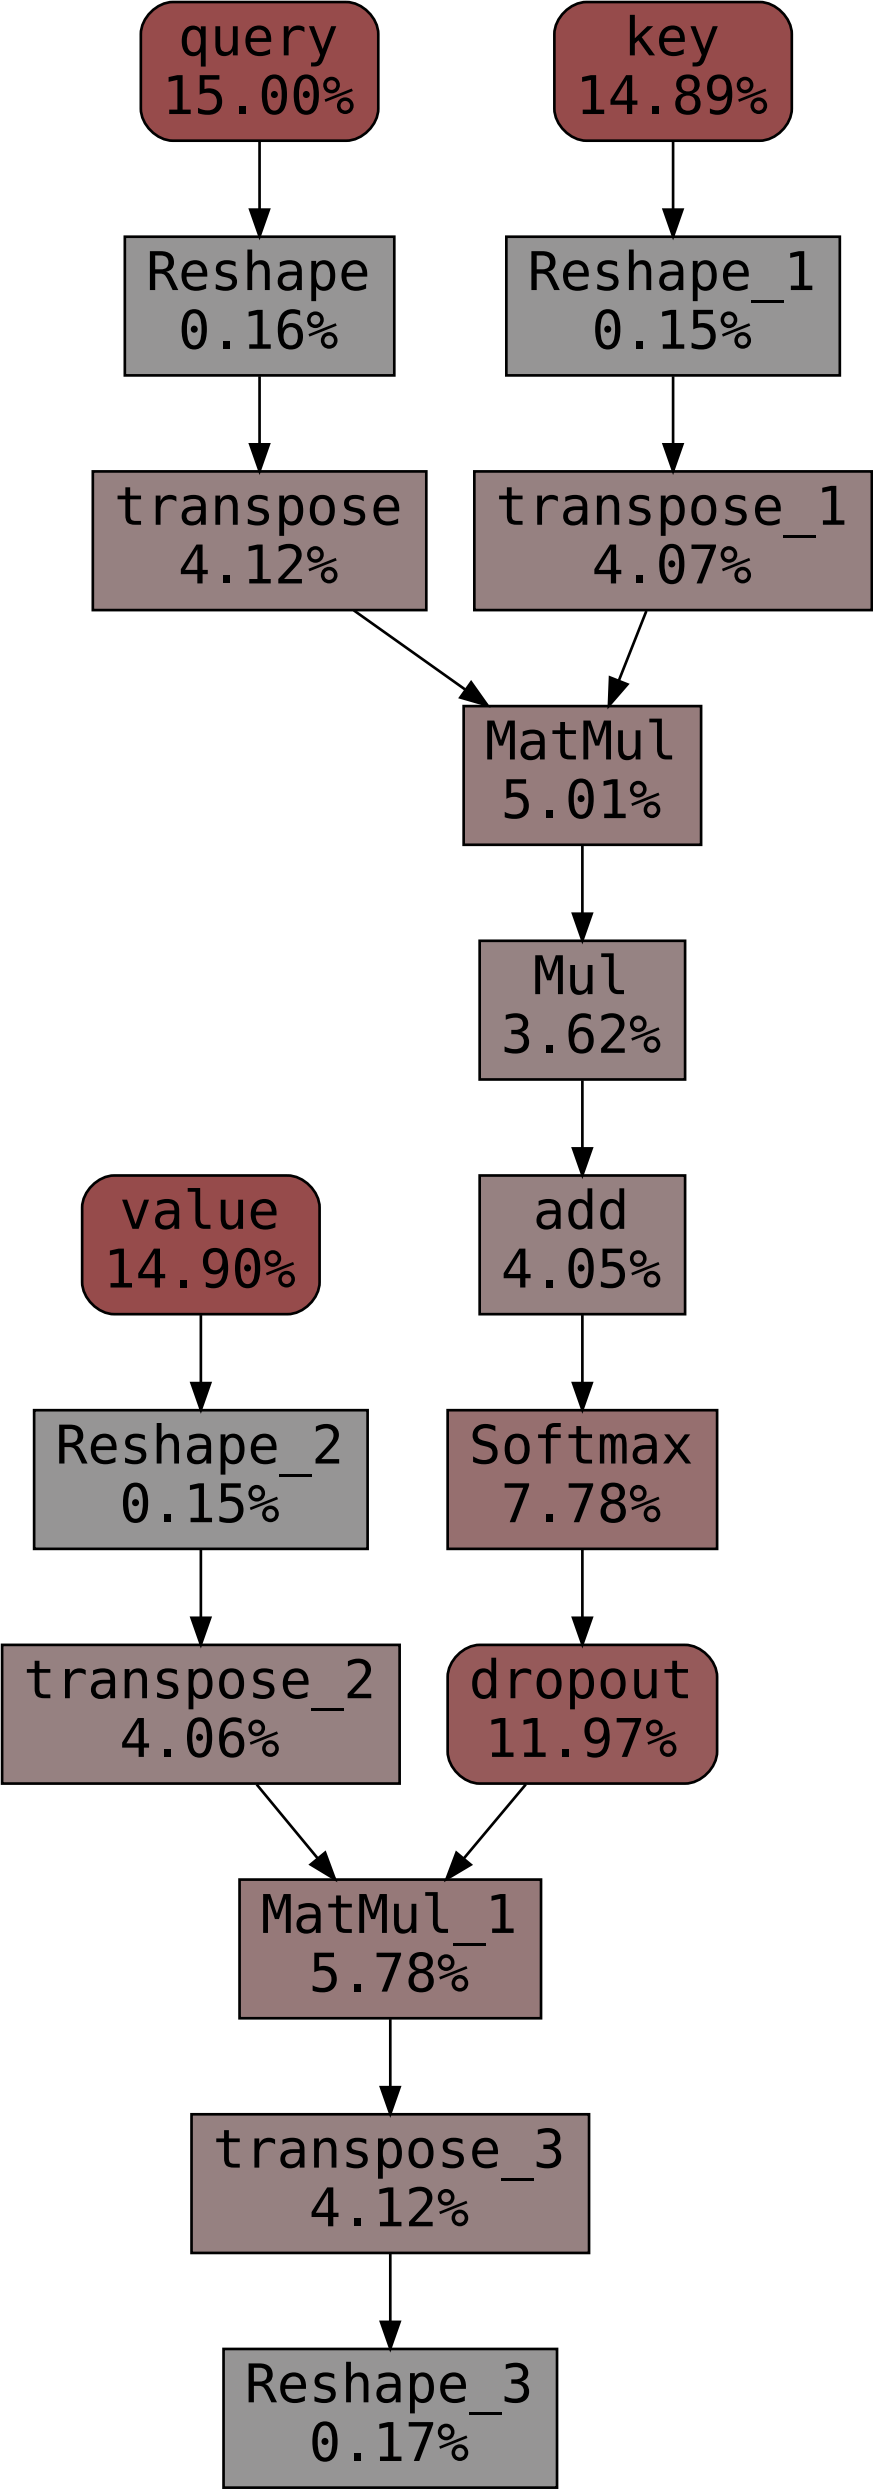 query
15.00%
key
14.89%
Reshape
0.16%
Reshape_1
0.15%
transpose
4.12%
transpose_1
4.07%
MatMul
5.01%
Mul
3.62%
value
14.90%
add
4.05%
Reshape_2
0.15%
Softmax
7.78%
transpose_2
4.06%
dropout
11.97%
MatMul_1
5.78%
transpose_3
4.12%
Reshape_3
0.17%